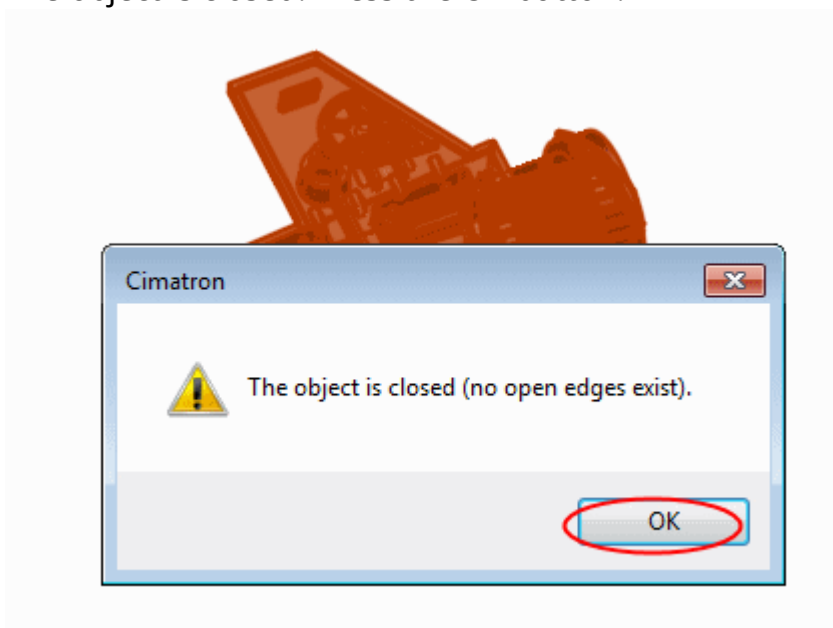 Cimatron
The object is closed (no open edges exist).
OK